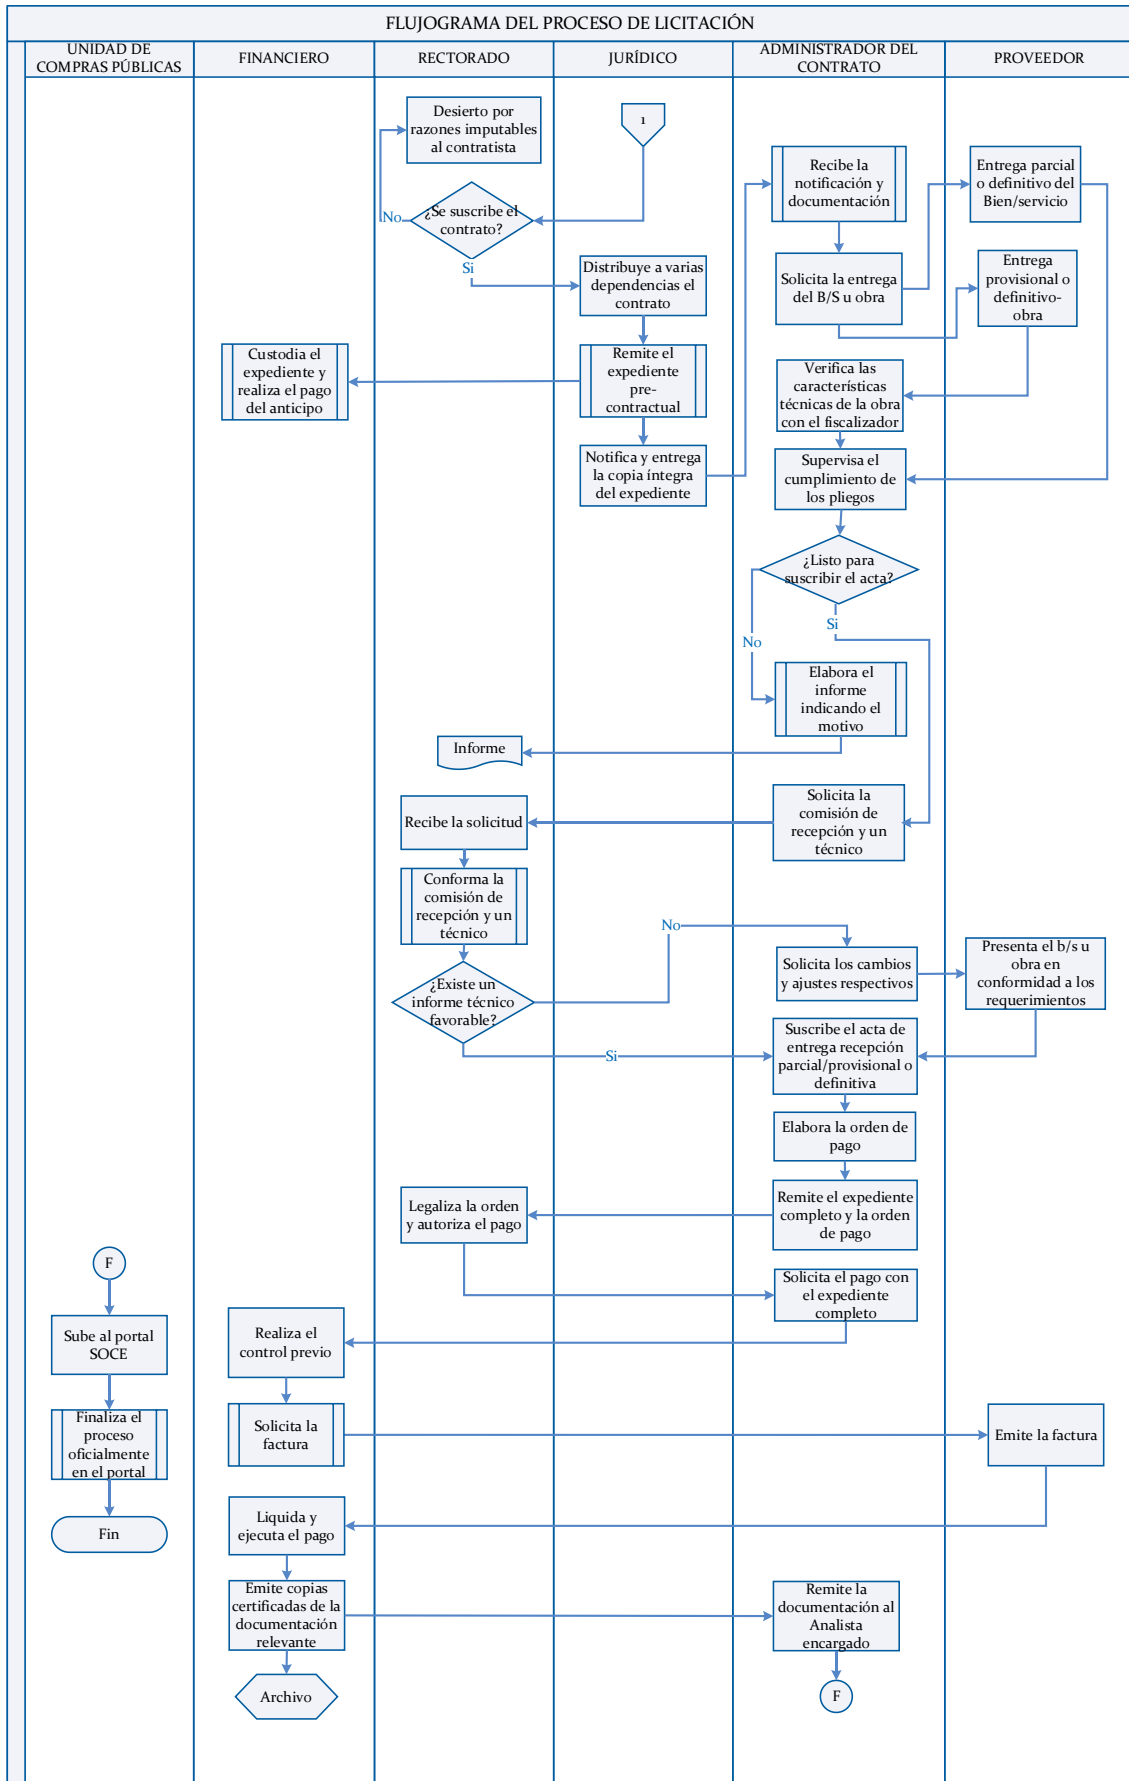 FLUJOGRAMA DEL PROCESO DE LICITACIÓN
UNIDAD DE
COMPRAS PÚBLICAS
FINANCIERO
RECTORADO
JURÍDICO
ADMINISTRADOR DEL
CONTRATO
PROVEEDOR
Desierto por
razones imputables
al contratista
1
Recibe la
notificación y
documentación
Entrega parcial
o definitivo del
Bien/servicio
¿Se suscribe el
contrato?
No
Si
Distribuye a varias
dependencias el
contrato
Solicita la entrega
del B/S u obra
Entrega
provisional o
definitivo-
obra
Custodia el
expediente y
realiza el pago
del anticipo
Remite el
expediente
pre-
contractual
Verifica las
características
técnicas de la obra
con el fiscalizador
Notifica y entrega
la copia íntegra
del expediente
Supervisa el
cumplimiento de
los pliegos
¿Listo para
suscribir el acta?
Si
No
Elabora el
informe
indicando el
motivo
Informe
Solicita la
comisión de
recepción y un
técnico
Recibe la solicitud
Conforma la
comisión de
recepción y un
técnico
No
Solicita los cambios
y ajustes respectivos
Presenta el b/s u
obra en
conformidad a los
requerimientos
¿Existe un
informe técnico
favorable?
Si
Suscribe el acta de
entrega recepción
parcial/provisional o
definitiva
Elabora la orden de
pago
Legaliza la orden
y autoriza el pago
Remite el expediente
completo y la orden
de pago
F
Solicita el pago con
el expediente
completo
Sube al portal
SOCE
Realiza el
control previo
Finaliza el
proceso
oficialmente
en el portal
Solicita la
factura
Emite la factura
Fin
Liquida y
ejecuta el pago
Emite copias
certificadas de la
documentación
relevante
Remite la
documentación al
Analista
encargado
Archivo
F